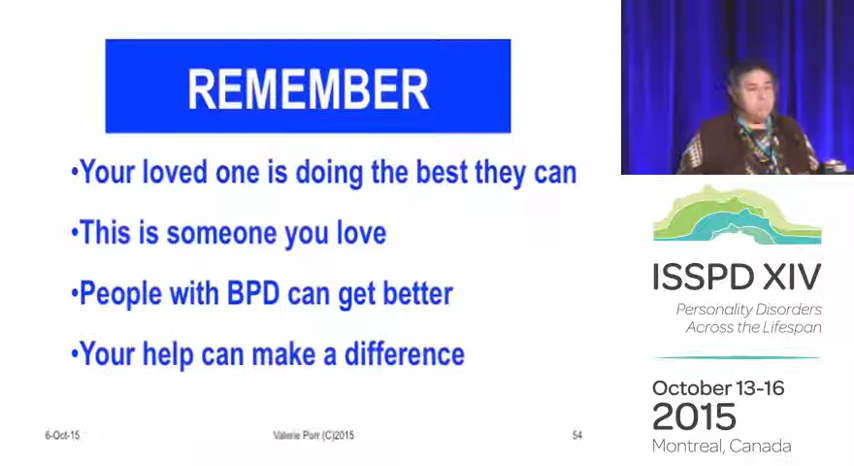 REMEMBER
•Your loved one is doing the best they can
•This is someone you love
•People with BPD can get better
•Your help can make a difference
6-Oct-15
Valerie Porr (C)2015
54
ISSPD XIV
Personality Disorders
Across the Lifespan
October 13-16
2015
Montreal, Canada